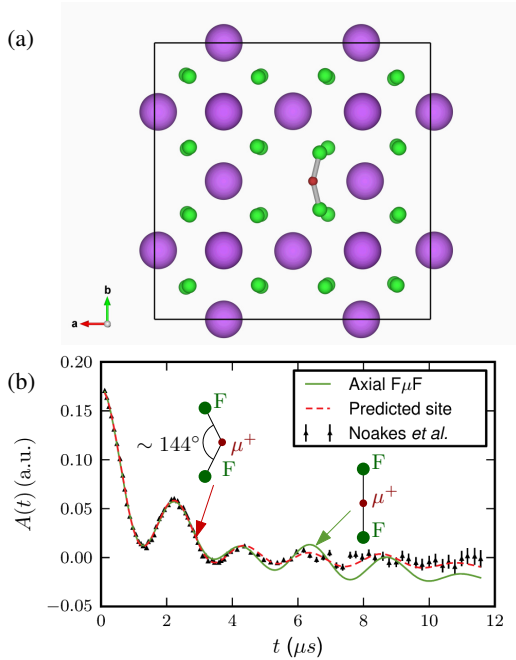 (a)
b
a
(b)
0.20
0.15
0.10
0.05
0.00
−0.05
A(t) (a.u.)
0
2
4
6
8
10
12
t (μs)
Axial FμF
Predicted site
Noakes et al.
F
∼ 144°
μ+
F
F
μ+
F